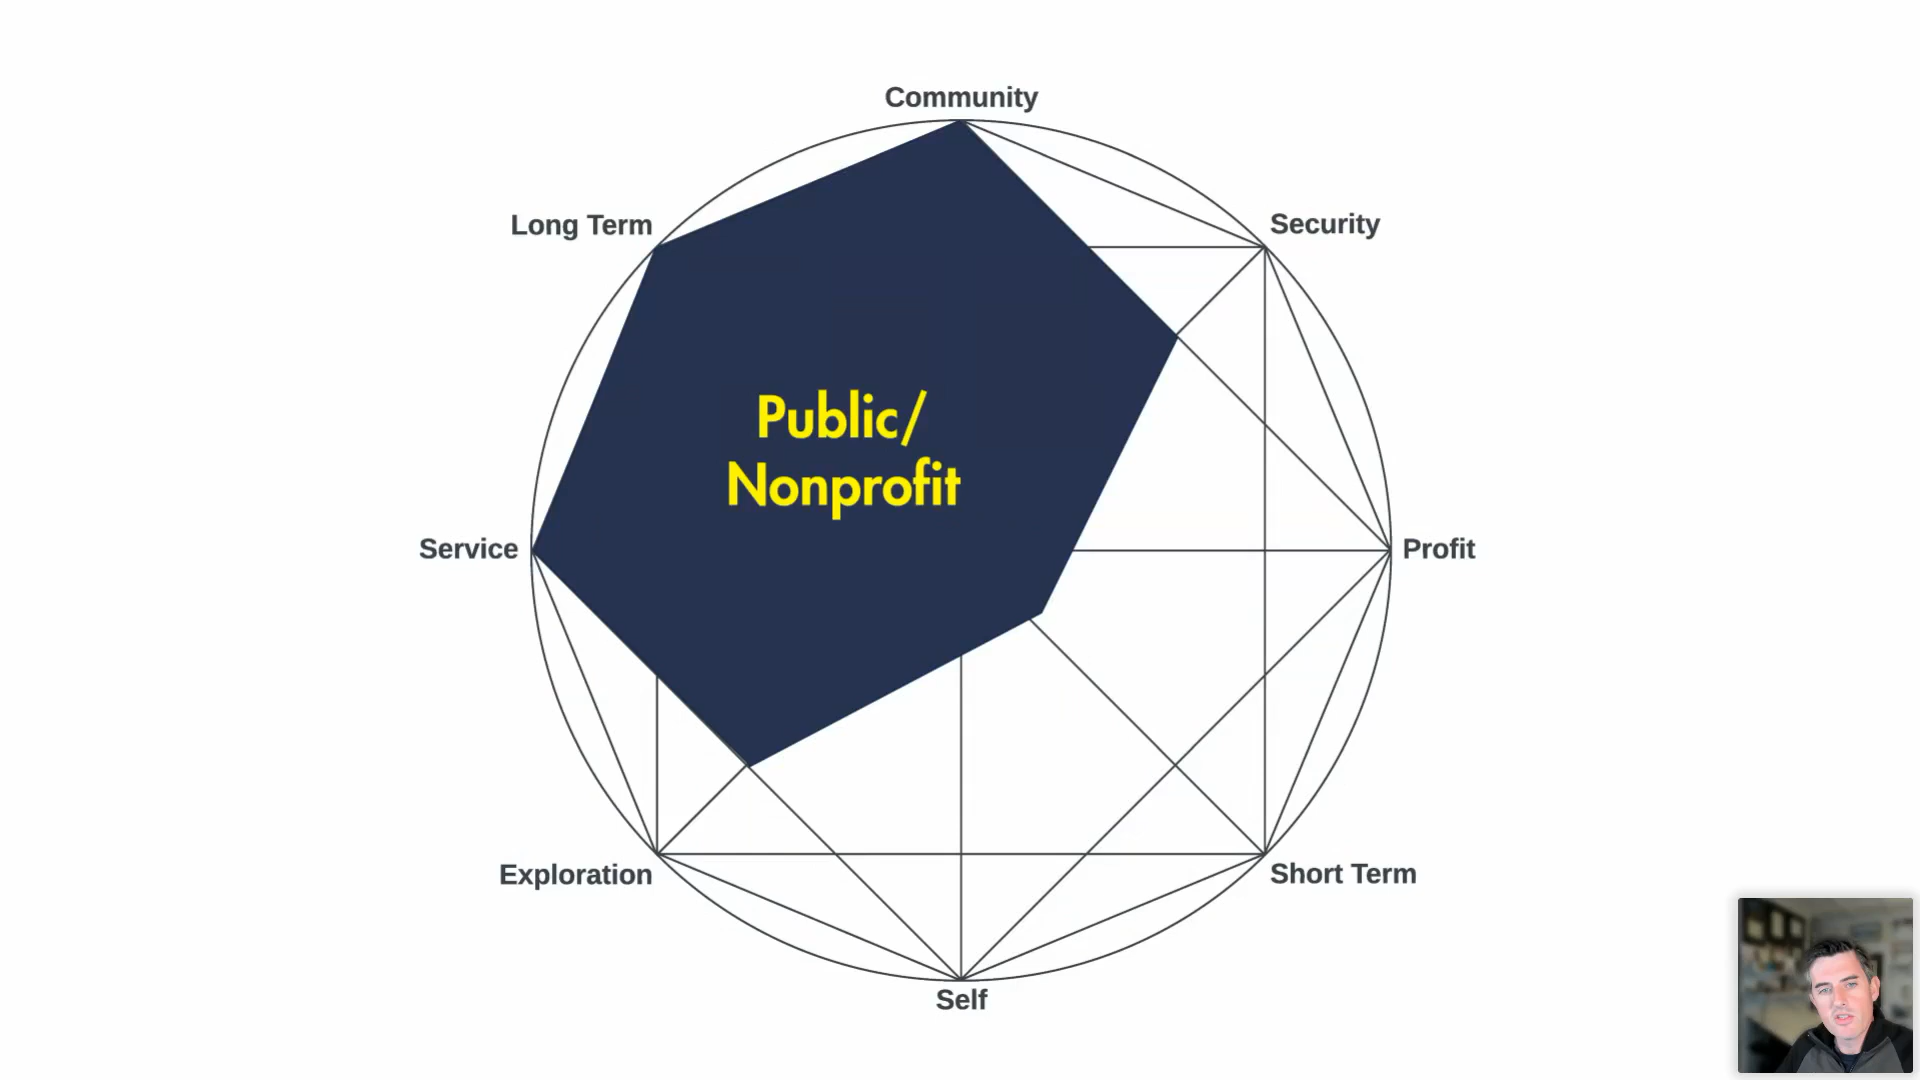 Community
Long Term
Security
Public/
Nonprofit
Service
Profit
Exploration
Short Term
Self